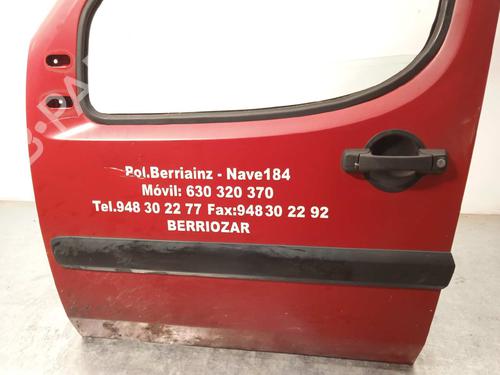 Pol.Berriainz - Nave184
Móvil: 630 320 370
Tel.948 30 22 77 Fax:948 30 22 92
BERRIOZAR